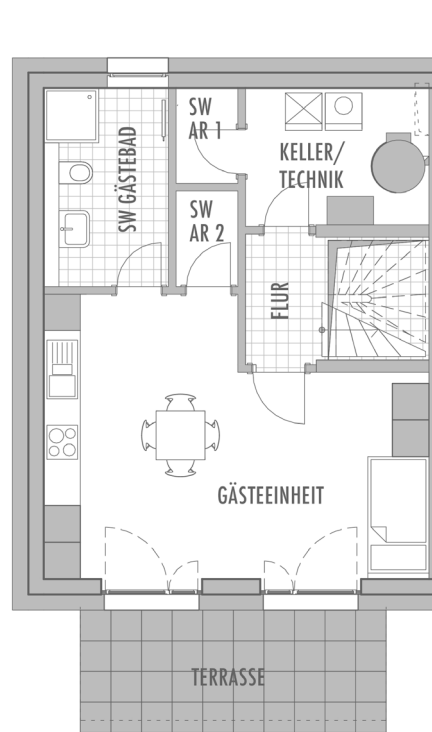 SW
AR 1
KELLER/
TECHNIK
SW GÄSTEBAD
SW
AR 2
FLUR
GÄSTEEINHEIT
TERRASSE